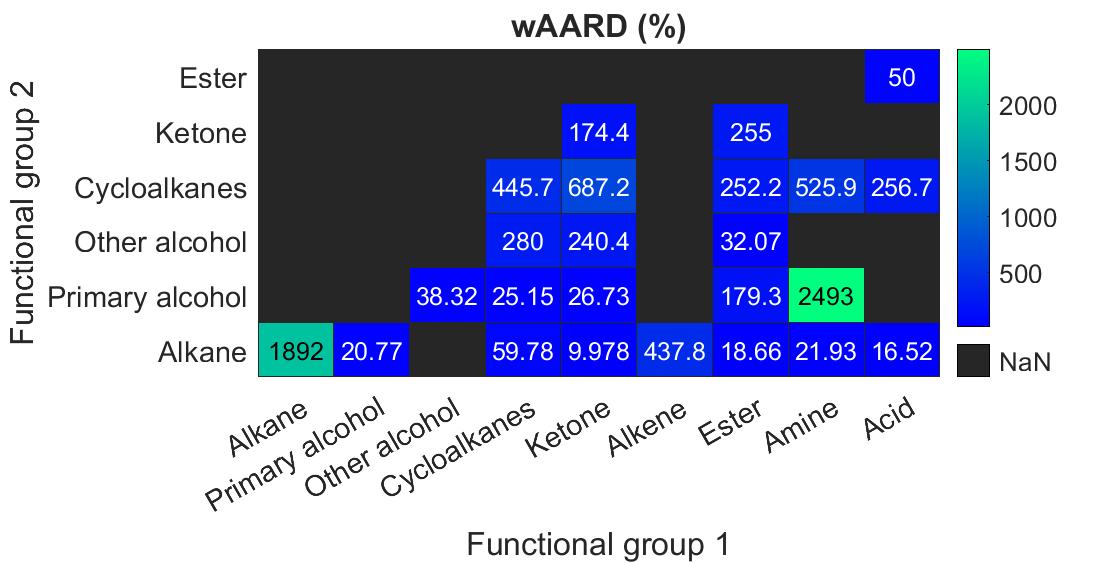 wAARD (%)
Functional group 2
Ester 50
Ketone 174.4 255
Cycloalkanes 445.7 687.2 252.2 525.9 256.7
Other alcohol 280 240.4 32.07
Primary alcohol 38.32 25.15 26.73 179.3 2493
Alkane 1892 20.77 59.78 9.978 437.8 18.66 21.93 16.52
Alkane Primary alcohol Other alcohol Cycloalkanes Ketone Alkene Ester Amine Acid
Functional group 1
2000
1500
1000
500
NaN